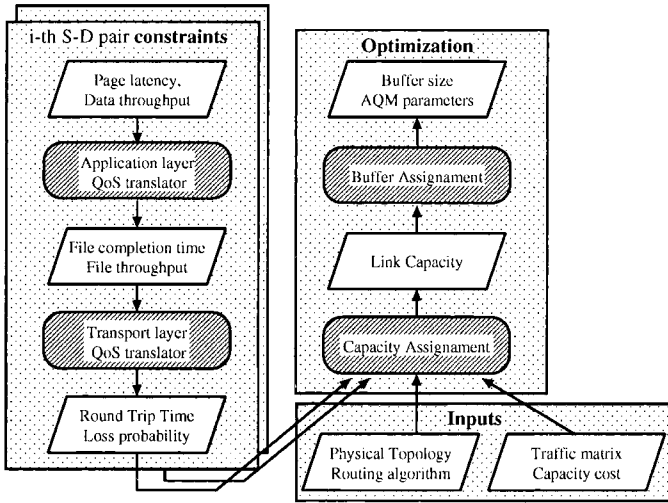 i-th S-D pair constraints
Page latency,
Data throughput
Application layer
QoS translator
File completion time
File throughput
Transport layer
QoS translator
Round Trip Time
Loss probability
Optimization
Buffer size
AQM parameters
Buffer Assignament
Link Capacity
Capacity Assignament
Inputs
Physical Topology
Routing algorithm
Traffic matrix
Capacity cost